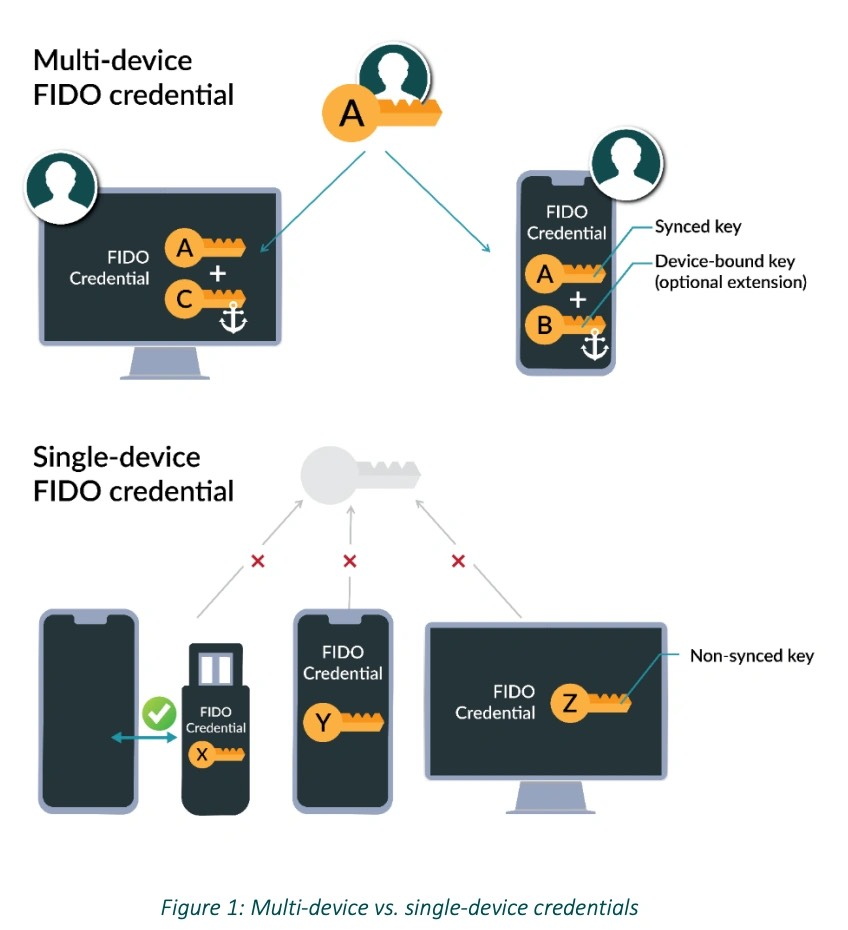 Multi-device
FIDO credential
A
FIDO
Credential
A
+
C
FIDO
Credential
A
+
B
Synced key
Device-bound key
(optional extension)
Single-device
FIDO credential
FIDO
Credential
X
FIDO
Credential
Y
FIDO
Credential
Z
Non-synced key
Figure 1: Multi-device vs. single-device credentials